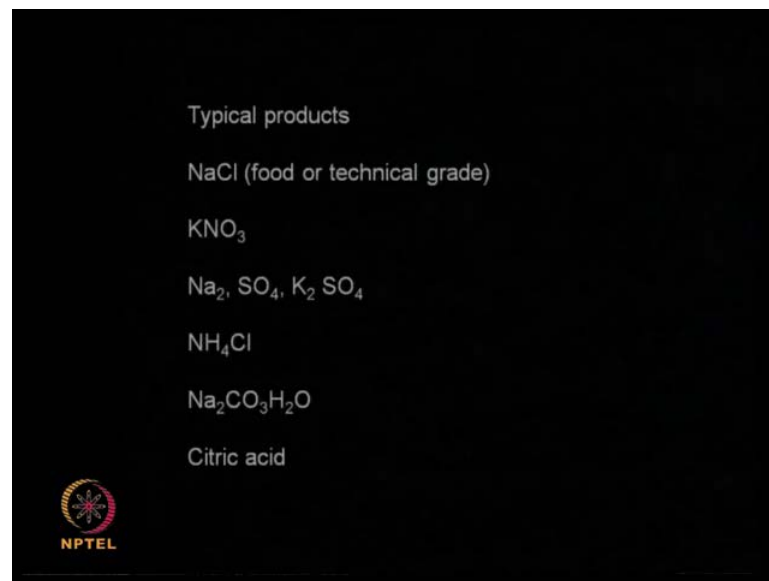 Typical products
NaCl (food or technical grade)
KNO₃
Na₂, SO₄, K₂ SO₄
NH₄Cl
Na₂CO₃H₂O
Citric acid
NPTEL